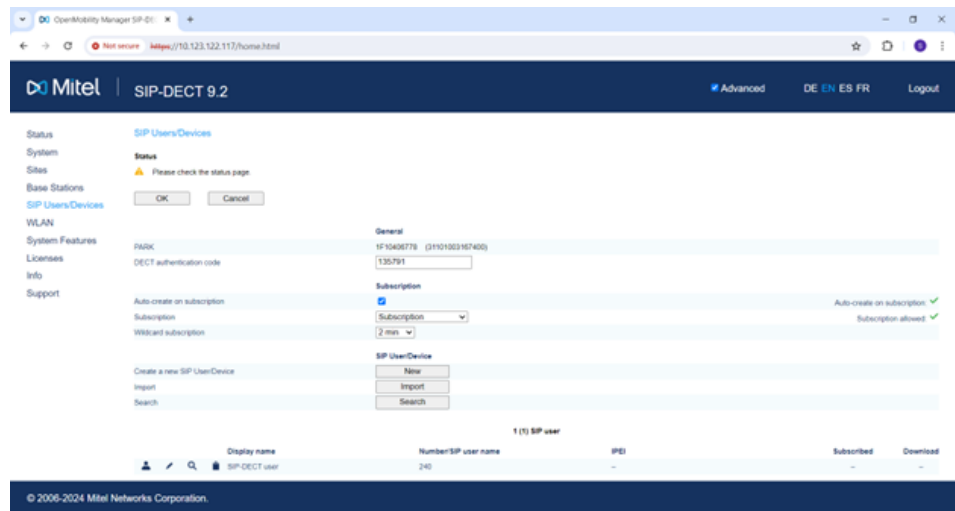 OpenMobility Manager SIP-DE
Not secure https://10.123.122.117/home.html
S
Mitel SIP-DECT 9.2 Advanced DE EN ES FR Logout
Status
System
Sites
Base Stations
SIP Users/Devices
WLAN
System Features
Licenses
Info
Support
SIP Users/Devices
Status
Please check the status page.
OK Cancel
General
PARK 1F10406778 (31101003167400)
DECT authentication code 135791
Subscription
Auto-create on subscription Auto-create on subscription:
Subscription Subscription Subscription allowed:
Wildcard subscription 2 min
SIP User/Device
Create a new SIP User/Device New
Import Import
Search Search
1 (1) SIP user
Display name Number/SIP user name IPEI Subscribed Download
SIP-DECT user 240 – – –
© 2006-2024 Mitel Networks Corporation.